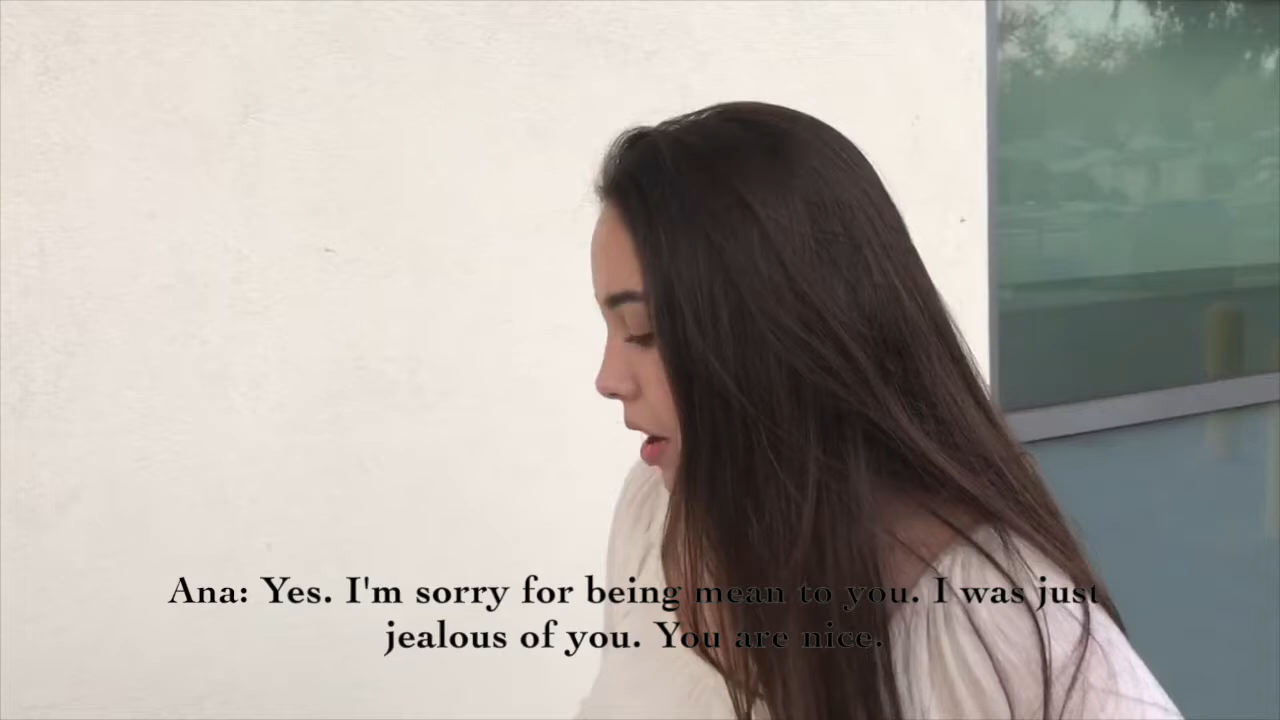 Ana: Yes. I'm sorry for being mean to you. I was just
jealous of you. You are nice.